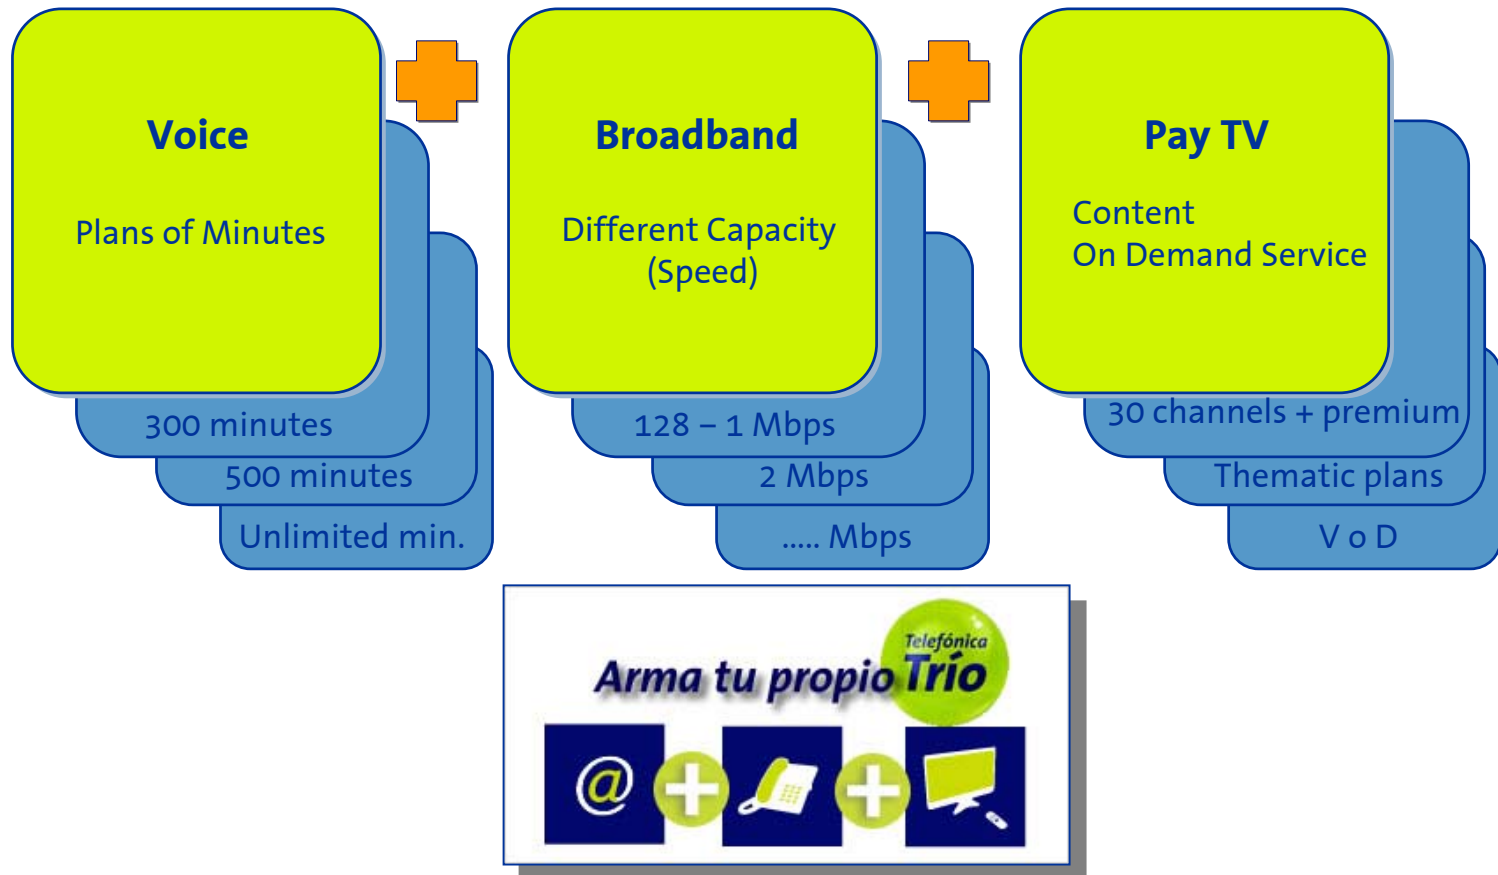 Voice
Plans of Minutes
300 minutes
500 minutes
Unlimited min.
Broadband
Different Capacity
(Speed)
128 – 1 Mbps
2 Mbps
..... Mbps
Pay TV
Content
On Demand Service
30 channels + premium
Thematic plans
V o D
Telefónica
Arma tu propio Trío
@